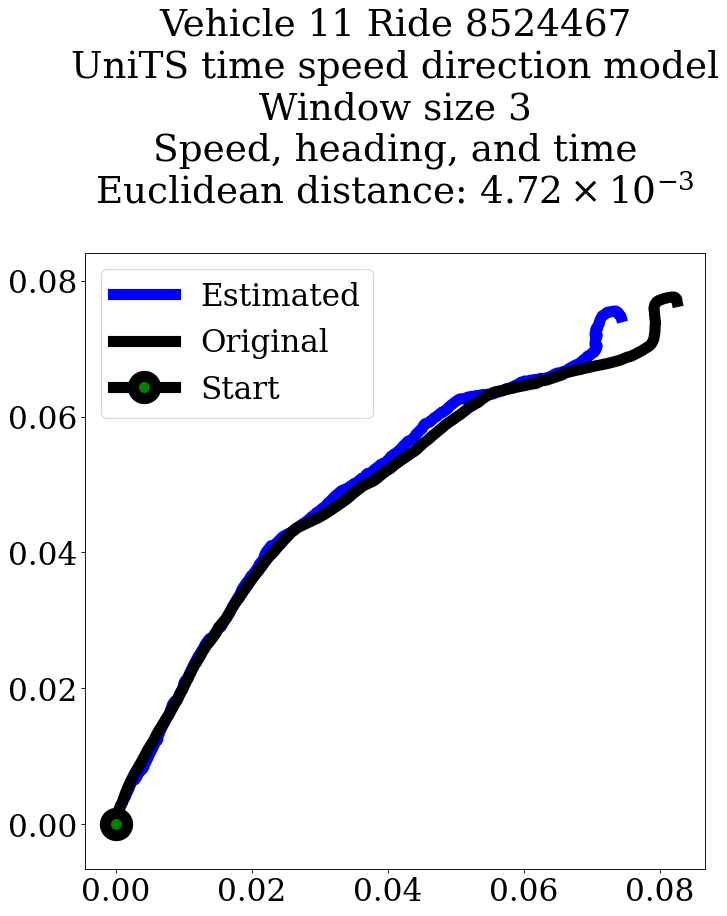 Vehicle 11 Ride 8524467
UniTS time speed direction model
Window size 3
Speed, heading, and time
Euclidean distance: 4.72 × 10⁻³
Estimated
Original
Start
0.08
0.06
0.04
0.02
0.00
0.00 0.02 0.04 0.06 0.08